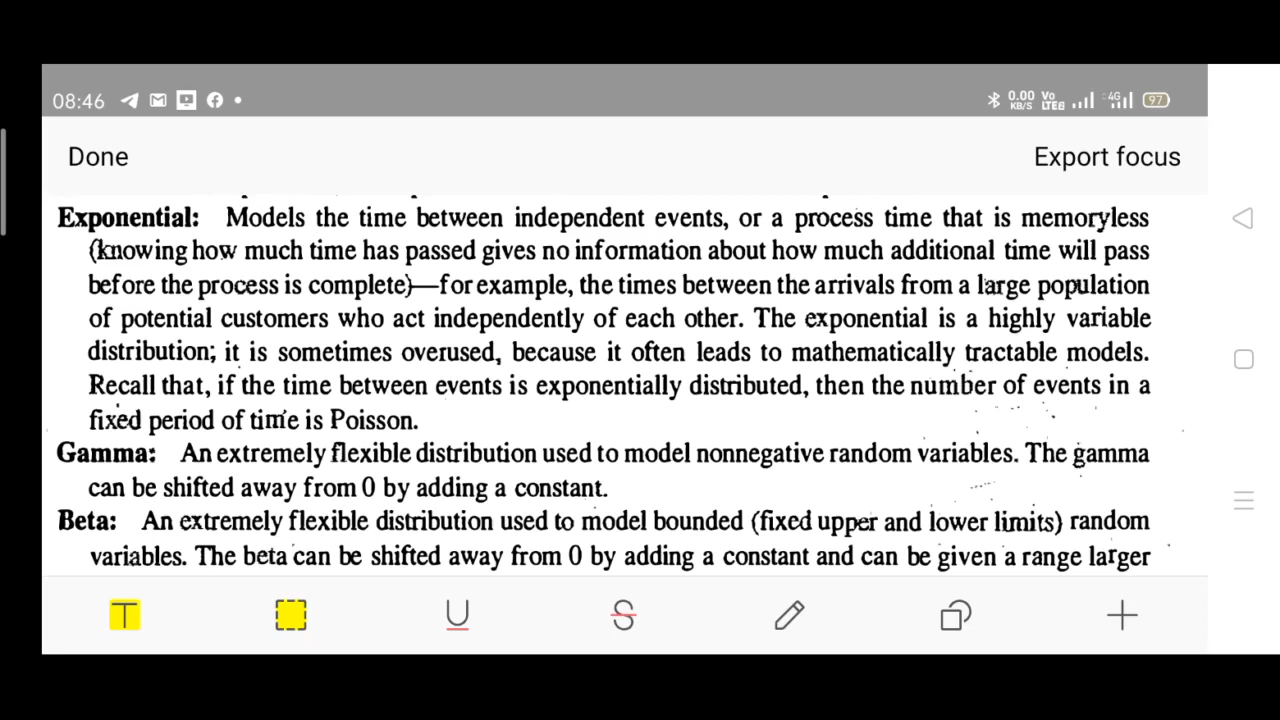 08:46
0.00 KB/S Vo LTE 4G 97
Done
Export focus
Exponential: Models the time between independent events, or a process time that is memoryless
(knowing how much time has passed gives no information about how much additional time will pass
before the process is complete)—for example, the times between the arrivals from a large population
of potential customers who act independently of each other. The exponential is a highly variable
distribution; it is sometimes overused, because it often leads to mathematically tractable models.
Recall that, if the time between events is exponentially distributed, then the number of events in a
fixed period of time is Poisson.
Gamma: An extremely flexible distribution used to model nonnegative random variables. The gamma
can be shifted away from 0 by adding a constant.
Beta: An extremely flexible distribution used to model bounded (fixed upper and lower limits) random
variables. The beta can be shifted away from 0 by adding a constant and can be given a range larger
T U S